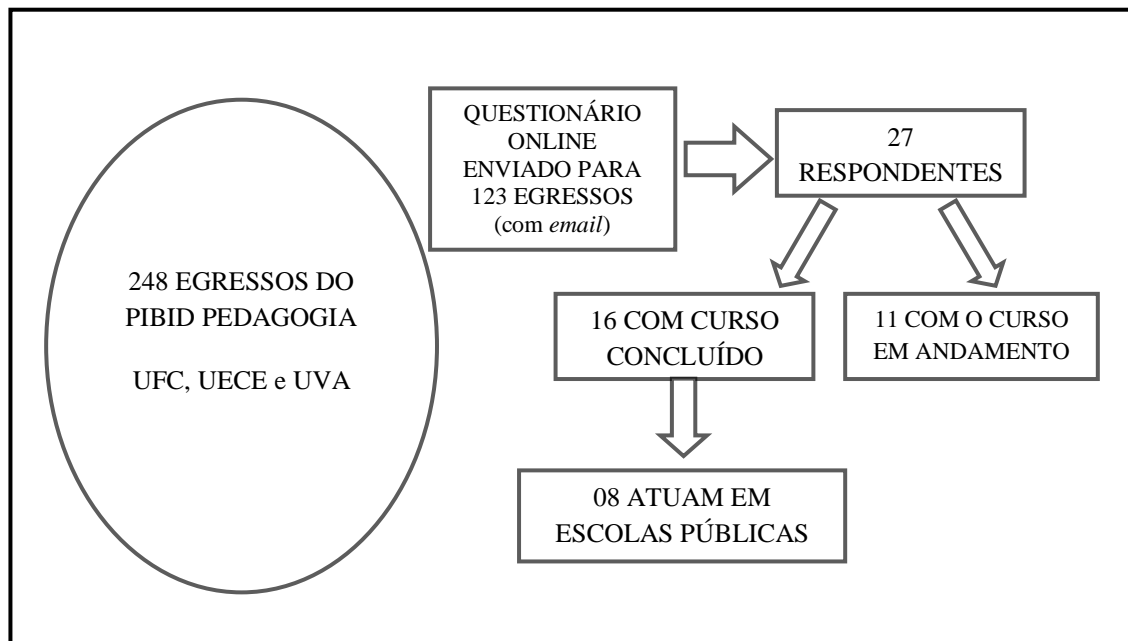 248 EGRESSOS DO
PIBID PEDAGOGIA
UFC, UECE e UVA
QUESTIONÁRIO
ONLINE
ENVIADO PARA
123 EGRESSOS
(com email)
27
RESPONDENTES
16 COM CURSO
CONCLUÍDO
11 COM O CURSO
EM ANDAMENTO
08 ATUAM EM
ESCOLAS PÚBLICAS